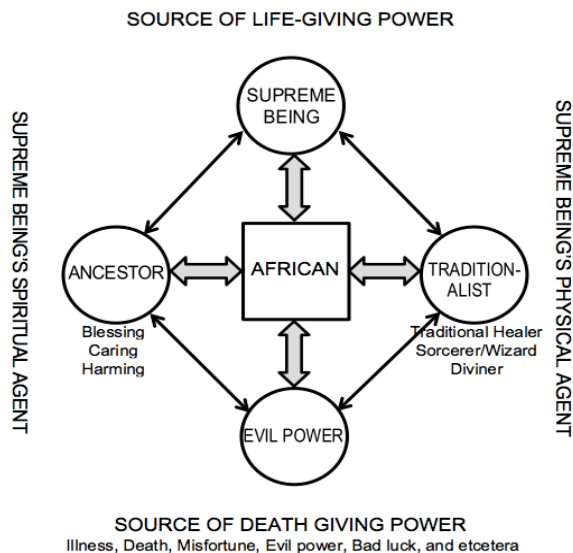 SOURCE OF LIFE-GIVING POWER
SUPREME
BEING
SUPREME BEING'S SPIRITUAL AGENT
SUPREME BEING'S PHYSICAL AGENT
ANCESTOR
AFRICAN
TRADITION-
ALIST
Blessing
Caring
Harming
Traditional Healer
Sorcerer/Wizard
Diviner
EVIL POWER
SOURCE OF DEATH GIVING POWER
Illness, Death, Misfortune, Evil power, Bad luck, and etcetera